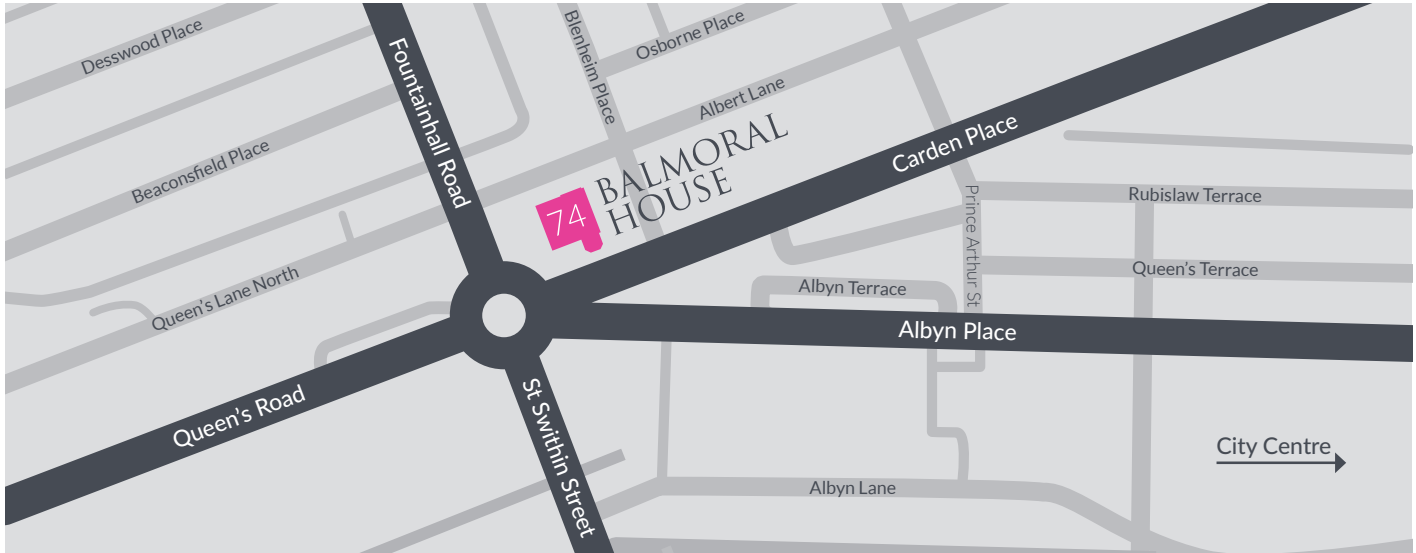 Desswood Place
Fountainhall Road
Blenheim Place
Osborne Place
Albert Lane
Beaconsfield Place
74
BALMORAL
HOUSE
Carden Place
Rubislaw Terrace
Prince Arthur St
Queen's Terrace
Queen's Lane North
Albyn Terrace
Albyn Place
Queen's Road
St Swithin Street
City Centre
Albyn Lane